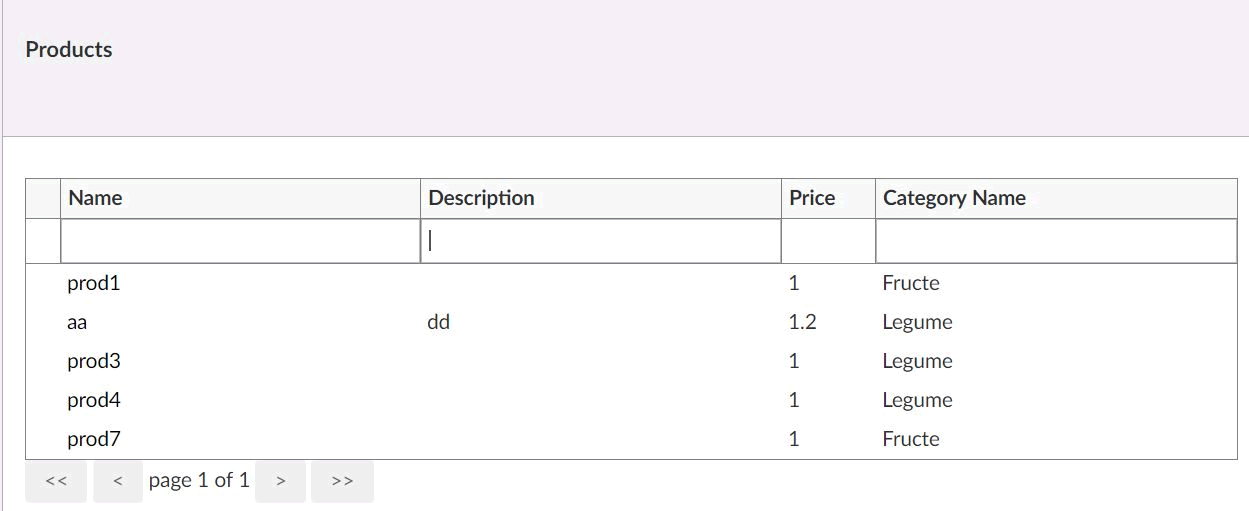 Products
Name Description Price Category Name
prod1 1 Fructe
aa dd 1.2 Legume
prod3 1 Legume
prod4 1 Legume
prod7 1 Fructe
<< < page 1 of 1 > >>